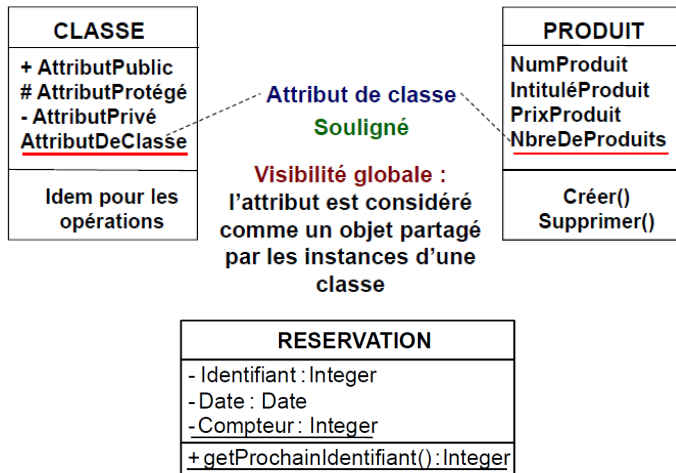 CLASSE
+ AttributPublic
# AttributProtégé
- AttributPrivé
AttributDeClasse
Idem pour les
opérations
Attribut de classe
Souligné
Visibilité globale :
l'attribut est considéré
comme un objet partagé
par les instances d'une
classe
PRODUIT
NumProduit
IntituléProduit
PrixProduit
NbreDeProduits
Créer()
Supprimer()
RESERVATION
- Identifiant : Integer
- Date : Date
- Compteur : Integer
+ getProchainIdentifiant() : Integer